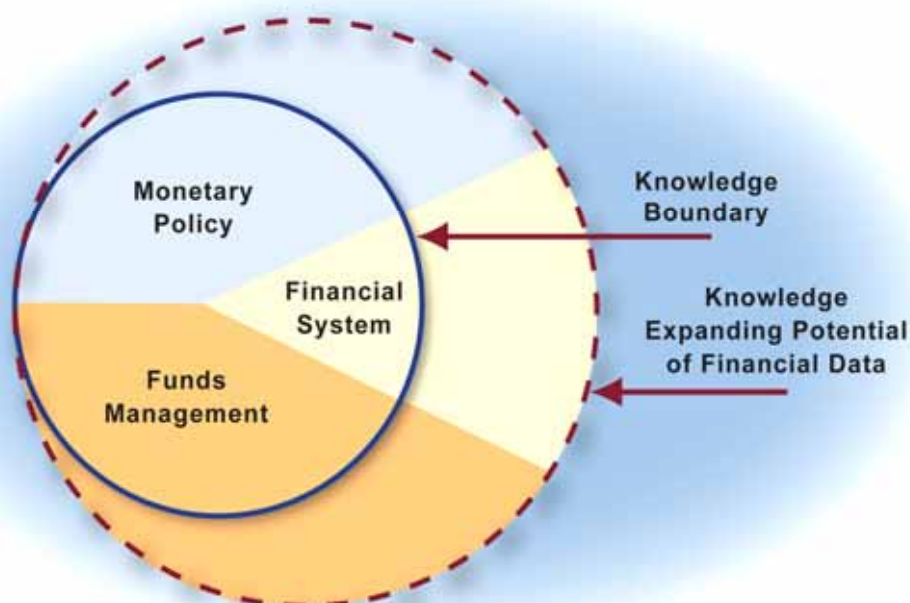 Monetary
Policy
Knowledge
Boundary
Financial
System
Knowledge
Expanding Potential
of Financial Data
Funds
Management